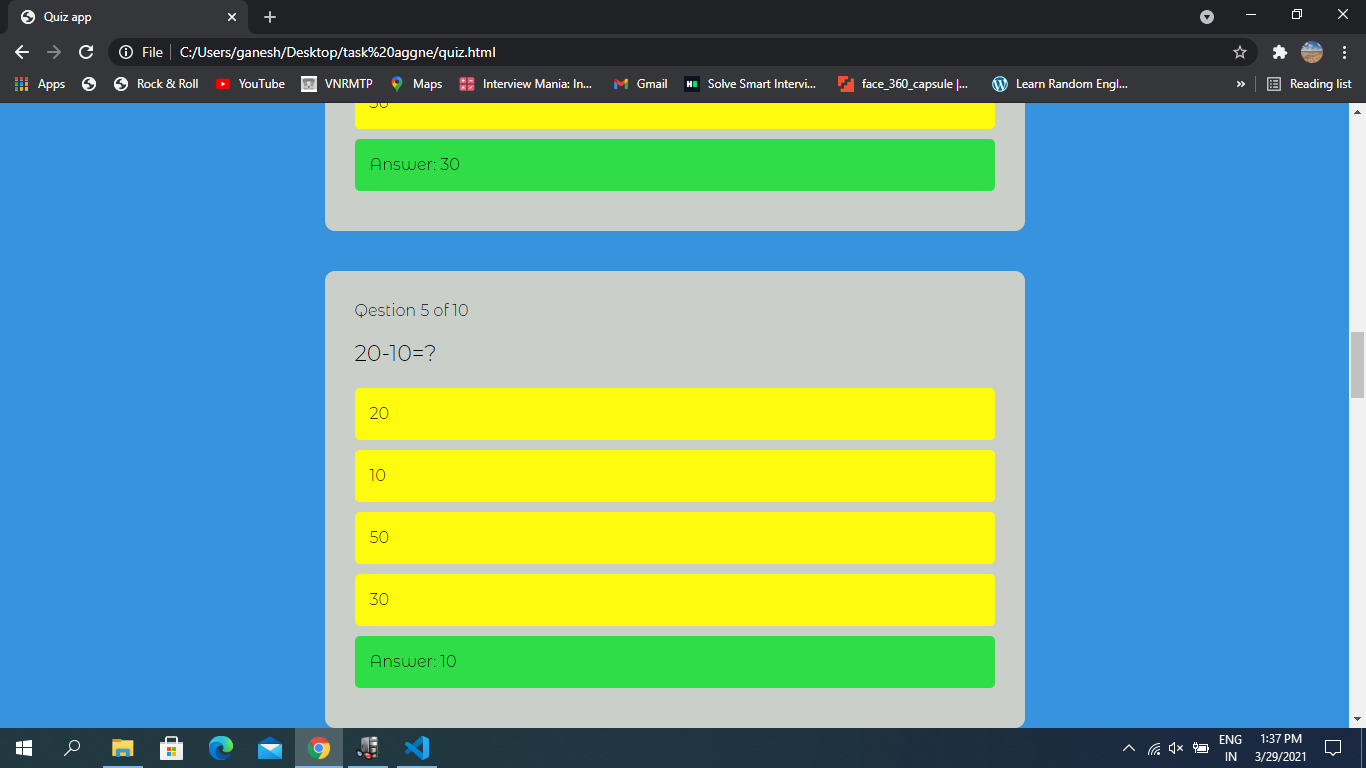 Quiz app
File
C:/Users/ganesh/Desktop/task%20aggne/quiz.html
Apps
Rock & Roll
YouTube
VNRMTP
Maps
Interview Mania: In...
Gmail
Solve Smart Intervi...
face_360_capsule |...
Learn Random Engl...
»
Reading list
Answer: 30
Qestion 5 of 10
20-10=?
20
10
50
30
Answer: 10
ENG
IN
1:37 PM
3/29/2021